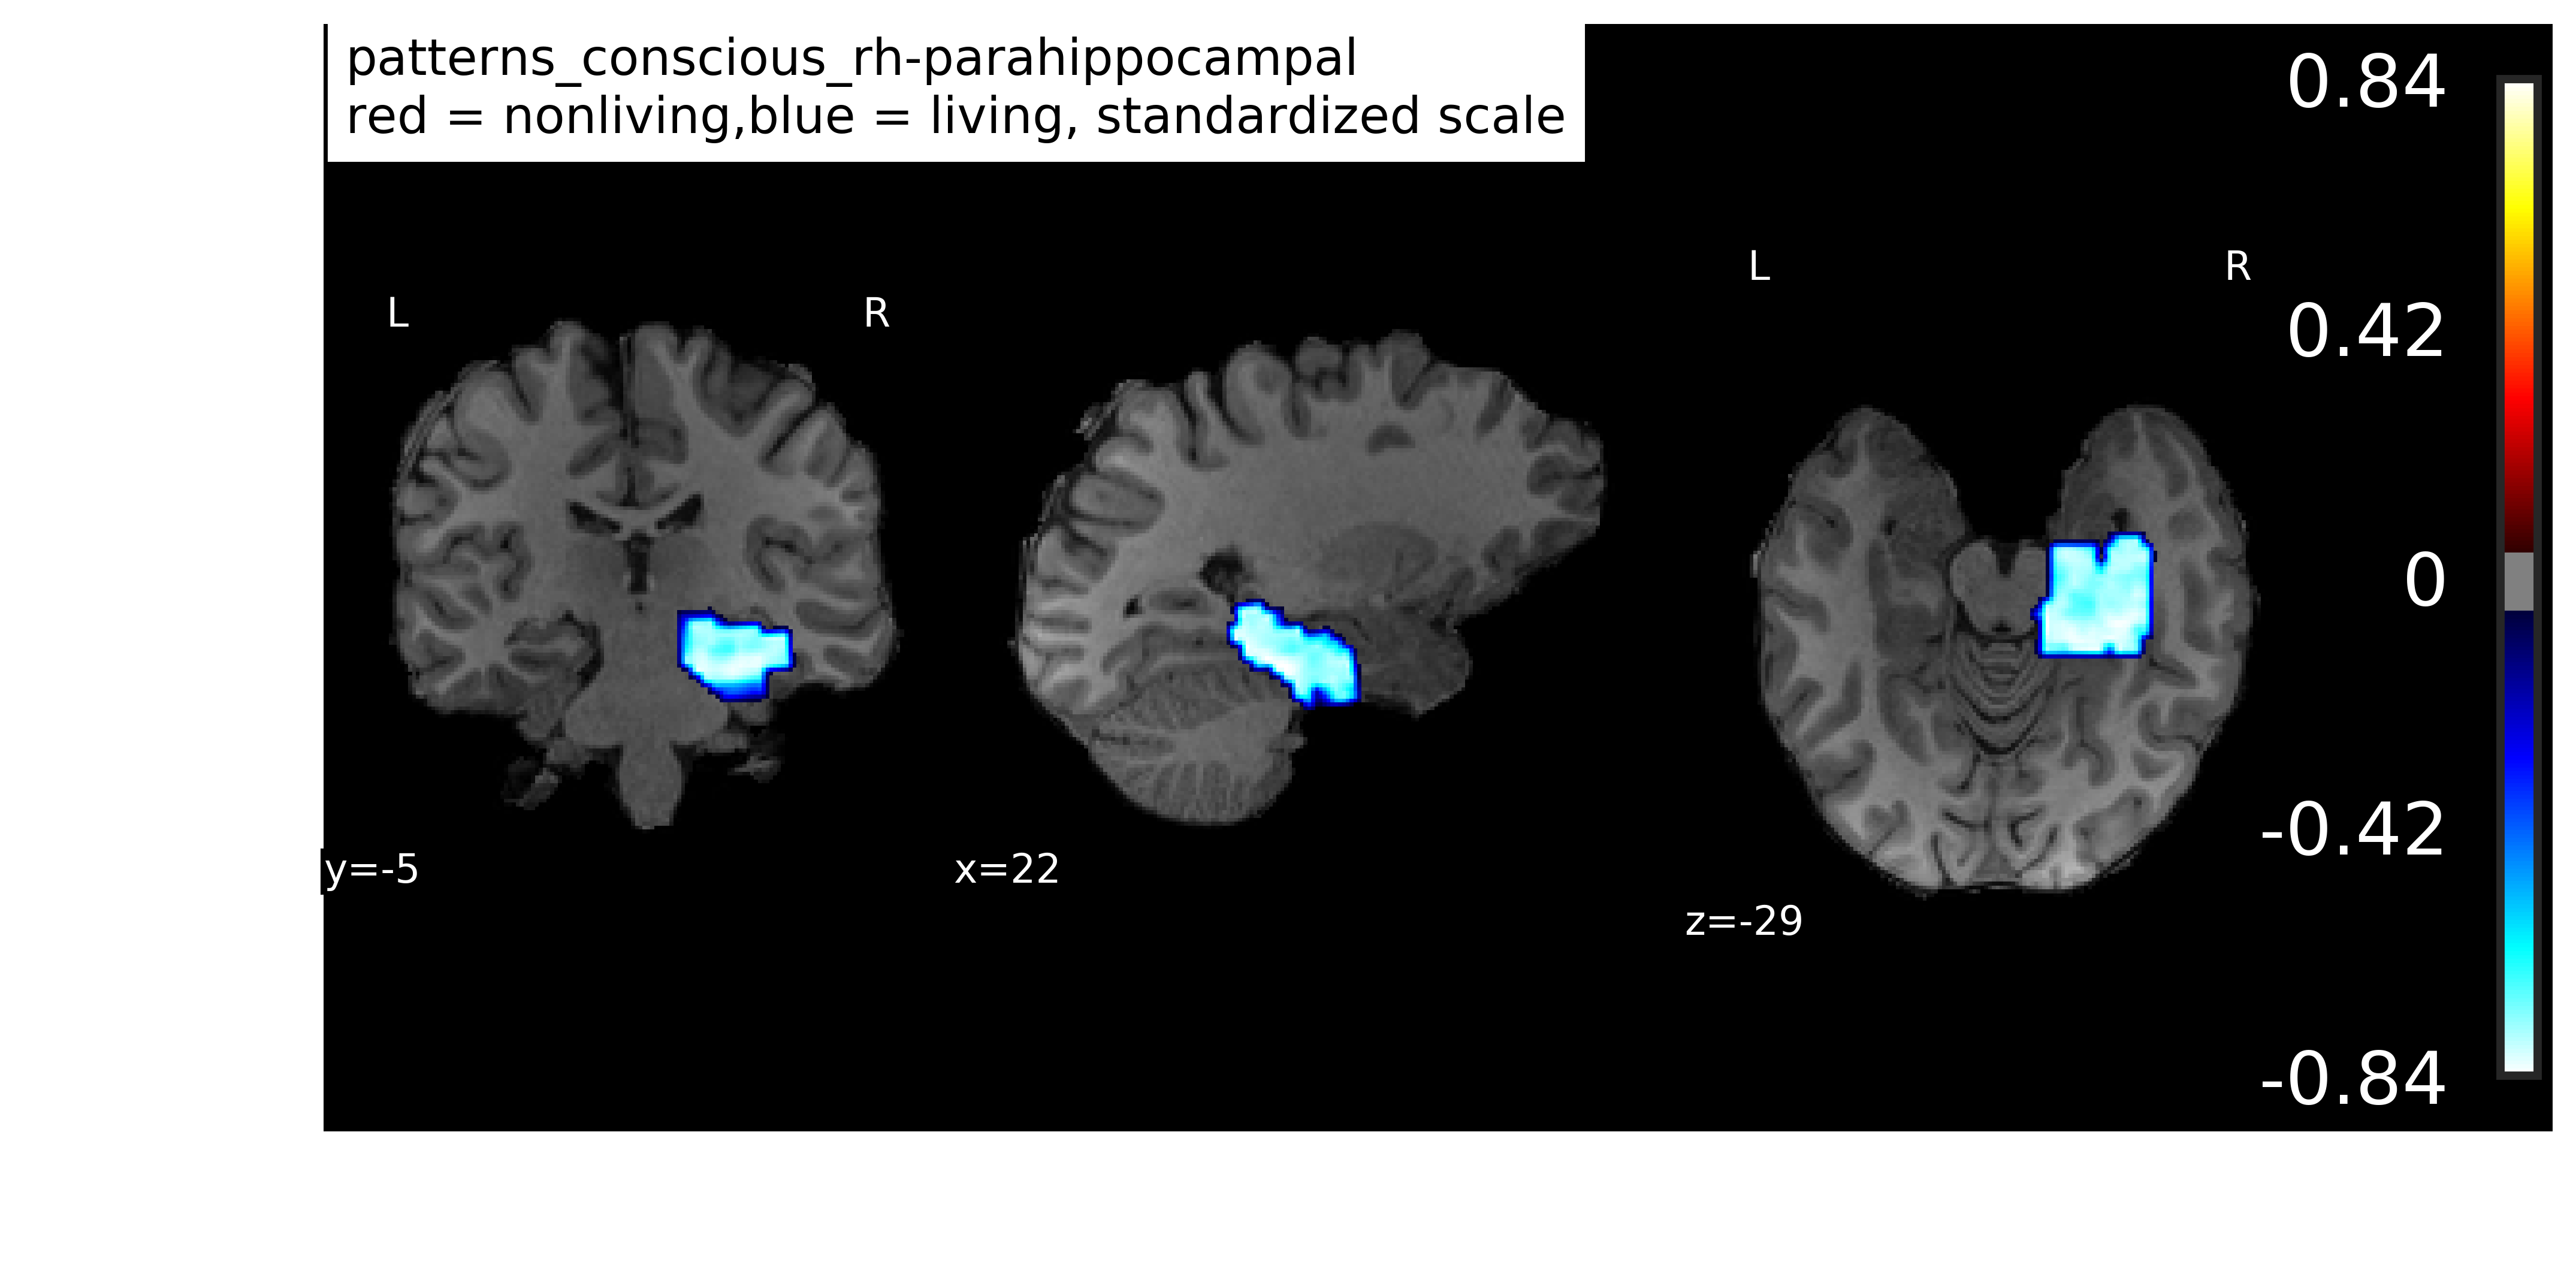 patterns_conscious_rh-parahippocampal
red = nonliving,blue = living, standardized scale
L
R
L
R
y=-5
x=22
z=-29
0.84
0.42
0
-0.42
-0.84